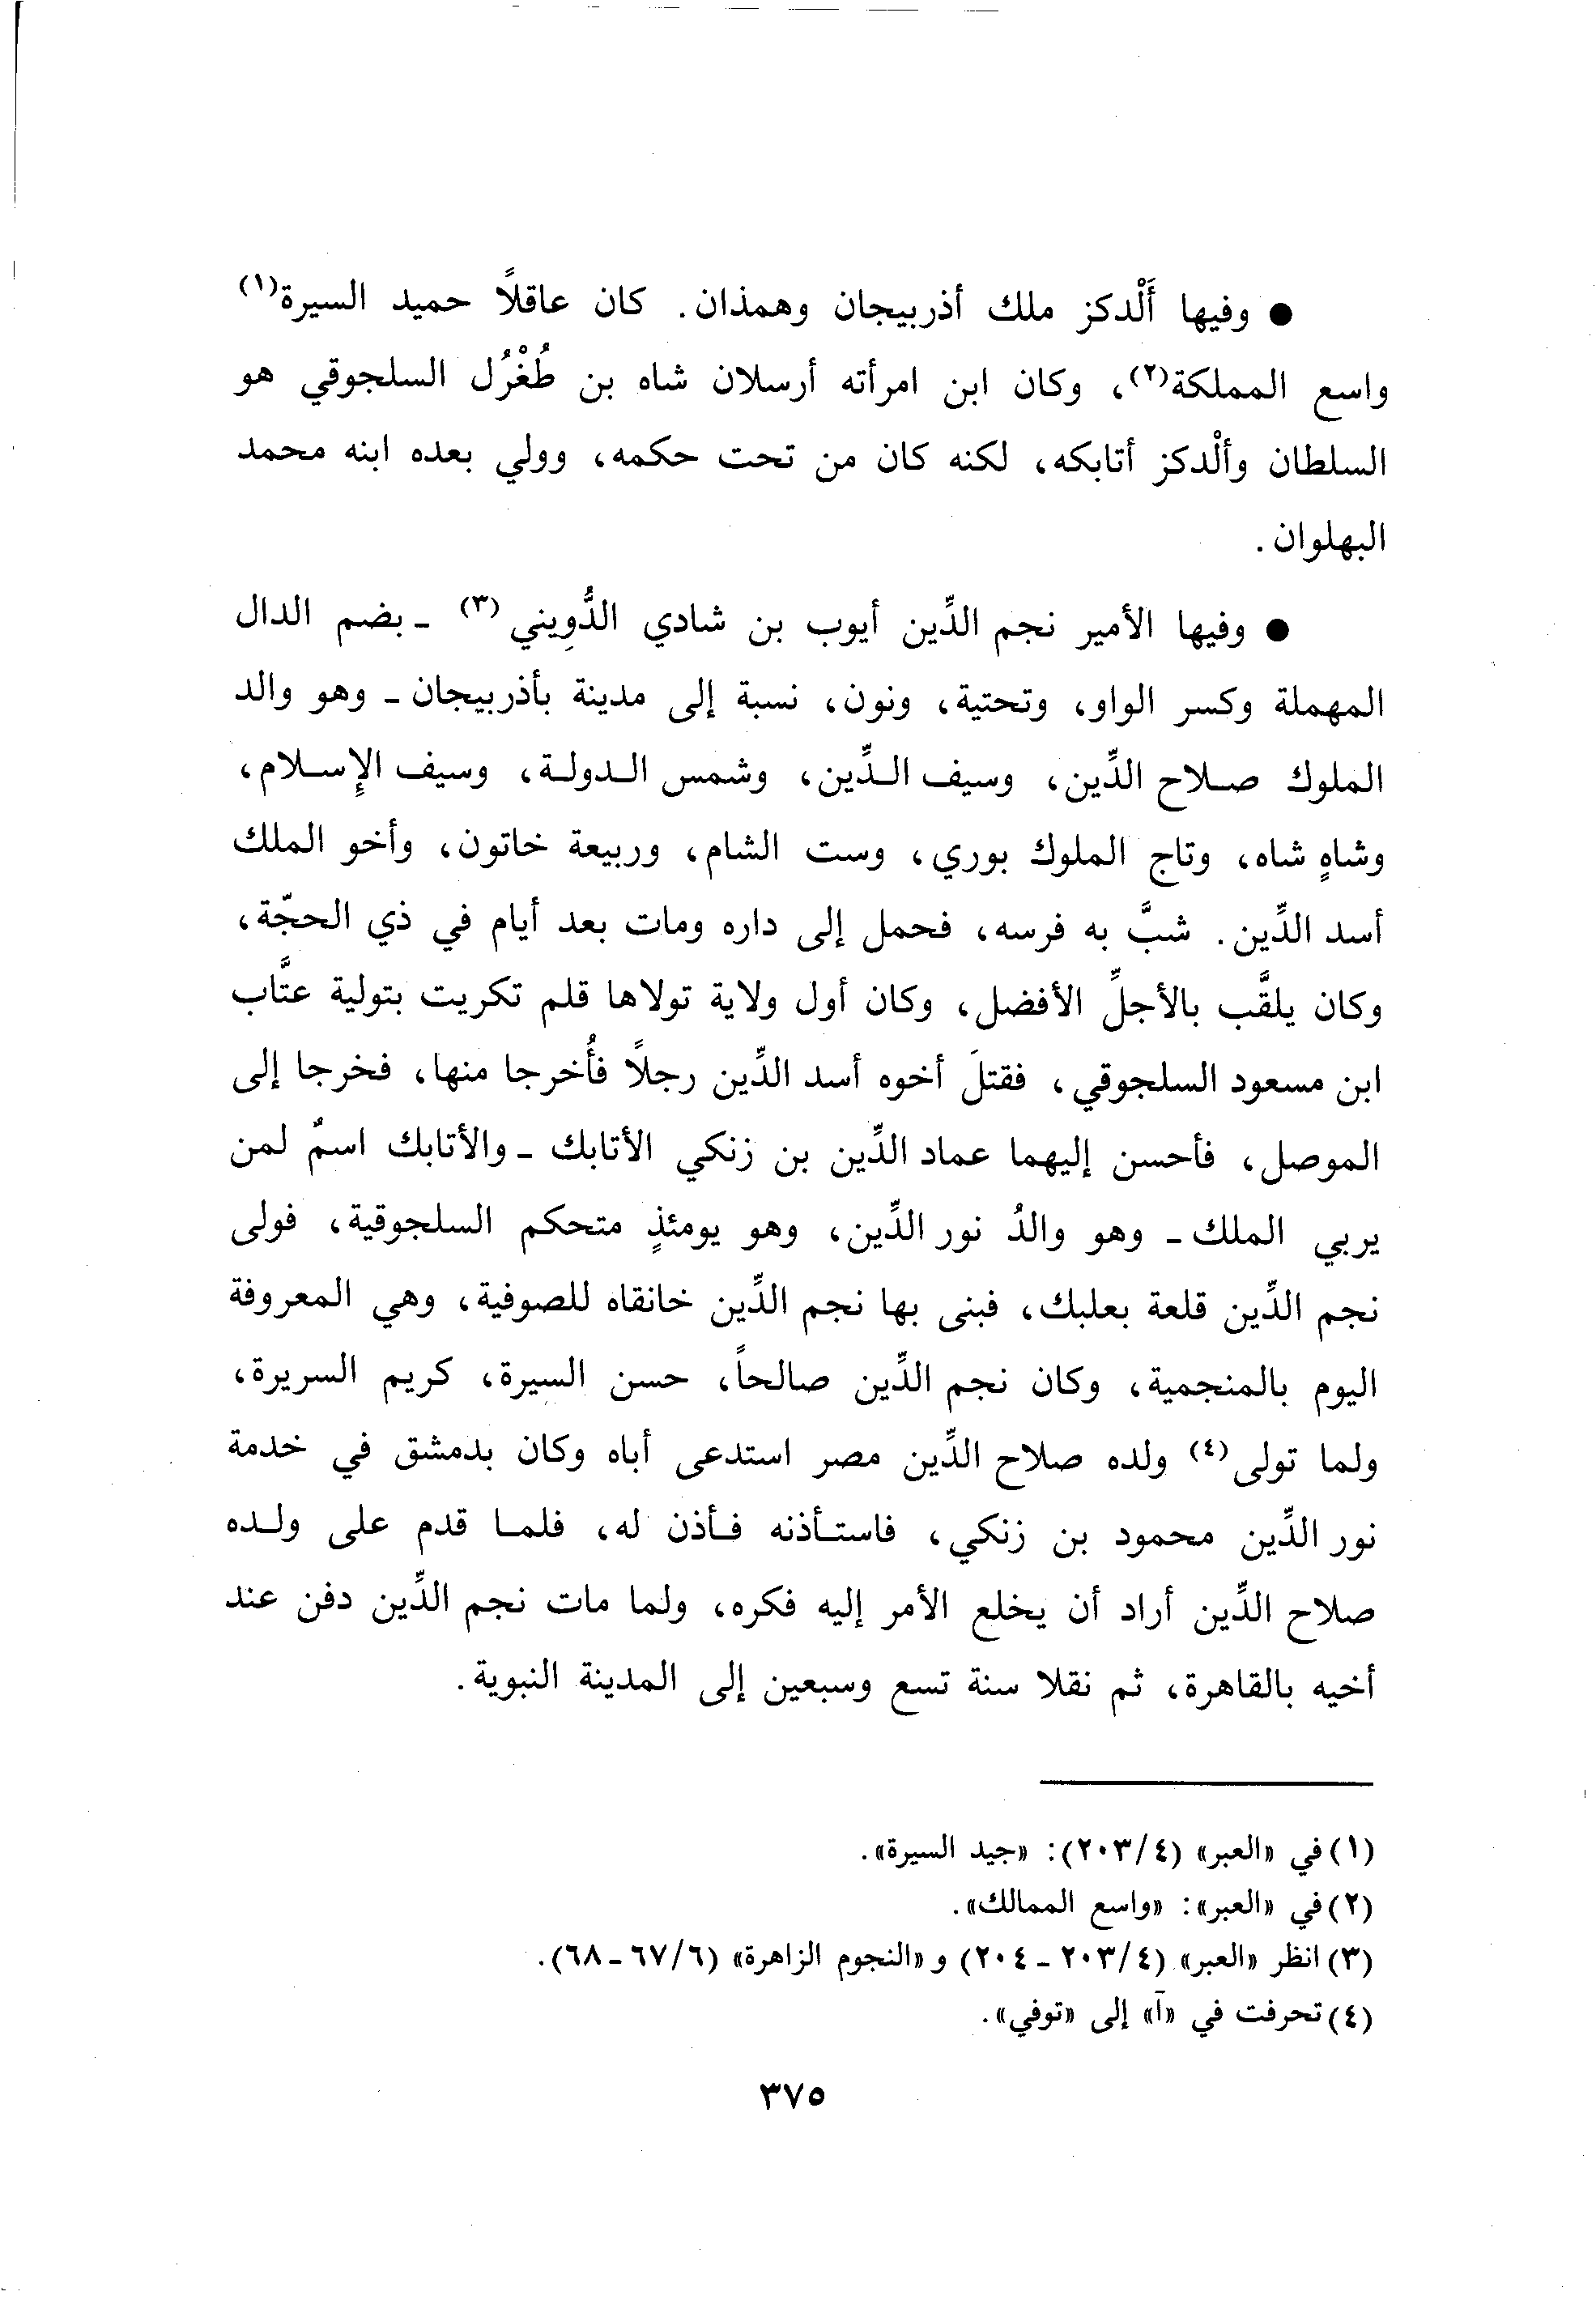 ● وفيها أَلْدكز ملك أذربيجان وهمذان. كان عاقلًا حميد السيرة(١)
واسع المملكة(٢)، وكان ابن امرأته أرسلان شاه بن طُغْرُل السلجوقي هو
السلطان وألْدكز أتابكه، لكنه كان من تحت حكمه، وولي بعده ابنه محمد
البهلوان.
● وفيها الأمير نجم الدِّين أيوب بن شادي الدُّوِيني(٣) ـ بضم الدال
المهملة وكسر الواو، وتحتية، ونون، نسبة إلى مدينة بأذربيجان ـ وهو والد
الملوك صلاح الدِّين، وسيف الدِّين، وشمس الدولة، وسيف الإِسلام،
وشاهٍ شاه، وتاج الملوك بوري، وست الشام، وربيعة خاتون، وأخو الملك
أسد الدِّين. شبَّ به فرسه، فحمل إلى داره ومات بعد أيام في ذي الحجّة،
وكان يلقَّب بالأجلِّ الأفضل، وكان أول ولاية تولاها قلم تكريت بتولية عتَّاب
ابن مسعود السلجوقي، فقتلَ أخوه أسد الدِّين رجلًا فأُخرجا منها، فخرجا إلى
الموصل، فأحسن إليهما عماد الدِّين بن زنكي الأتابك ـ والأتابك اسمٌ لمن
يربي الملك ـ وهو والدُ نور الدِّين، وهو يومئذٍ متحكم السلجوقية، فولى
نجم الدِّين قلعة بعلبك، فبنى بها نجم الدِّين خانقاه للصوفية، وهي المعروفة
اليوم بالمنجمية، وكان نجم الدِّين صالحاً، حسن السيرة، كريم السريرة،
ولما تولى(٤) ولده صلاح الدِّين مصر استدعى أباه وكان بدمشق في خدمة
نور الدِّين محمود بن زنكي، فاستأذنه فأذن له، فلما قدم على ولده
صلاح الدِّين أراد أن يخلع الأمر إليه فكره، ولما مات نجم الدِّين دفن عند
أخيه بالقاهرة، ثم نقلا سنة تسع وسبعين إلى المدينة النبوية.
(١) في «العبر» (٢٠٣/٤): «جيد السيرة».
(٢) في «العبر»: «واسع الممالك».
(٣) انظر «العبر» (٢٠٣/٤ ـ ٢٠٤) و«النجوم الزاهرة» (٦٧/٦ ـ ٦٨).
(٤) تحرفت في «آ» إلى «توفي».
٣٧٥